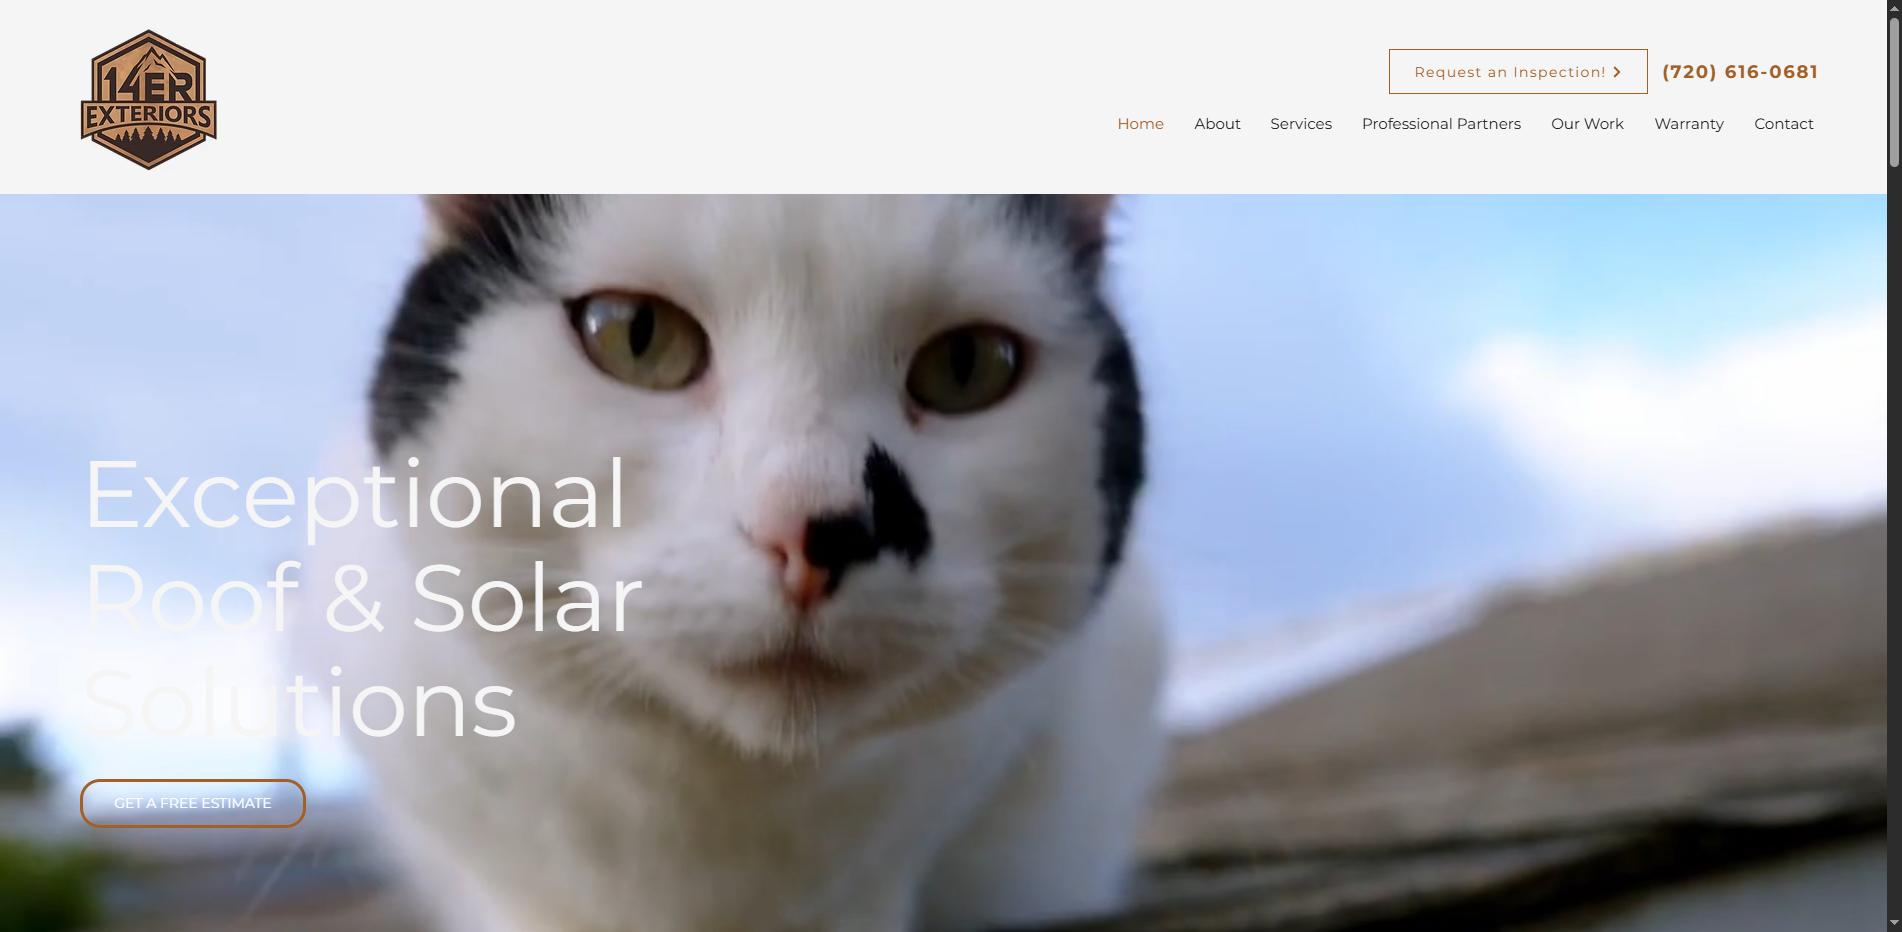 14ER
EXTERIORS
Request an Inspection!
(720) 616-0681
Home About Services Professional Partners Our Work Warranty Contact
Exceptional
Roof & Solar
Solutions
GET A FREE ESTIMATE